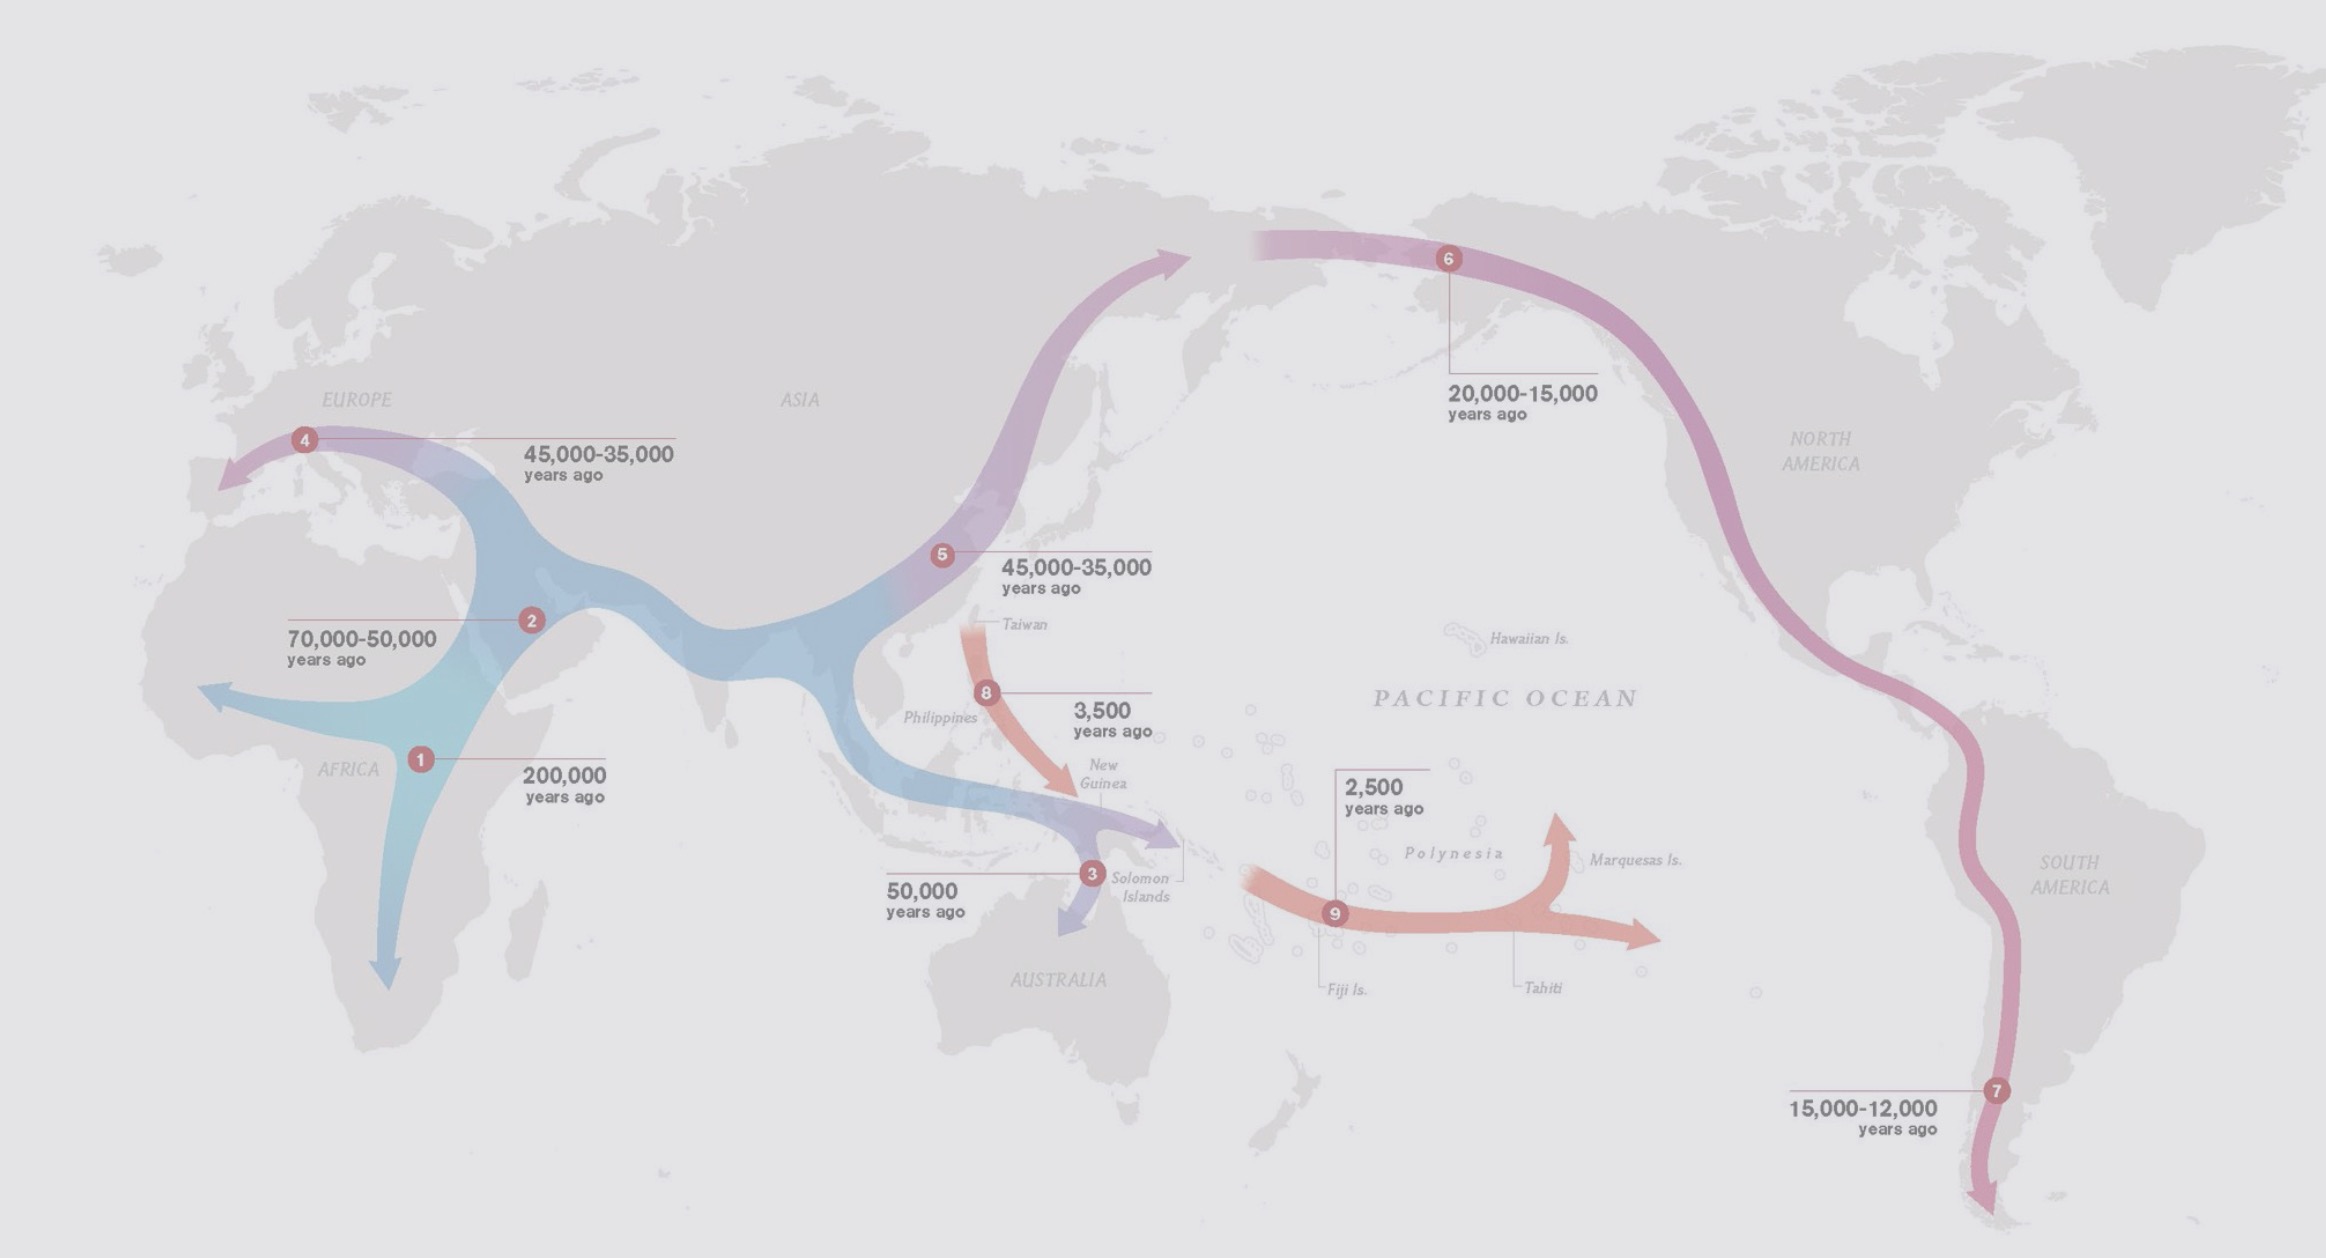 6
20,000-15,000
years ago
EUROPE
ASIA
4
45,000-35,000
years ago
NORTH
AMERICA
5
45,000-35,000
years ago
2
70,000-50,000
years ago
Taiwan
Hawaiian Is.
8
3,500
years ago
Philippines
PACIFIC OCEAN
1
200,000
years ago
AFRICA
New
Guinea
2,500
years ago
Polynesia
Marquesas Is.
3
50,000
years ago
Solomon
Islands
9
SOUTH
AMERICA
AUSTRALIA
Fiji Is.
Tahiti
7
15,000-12,000
years ago